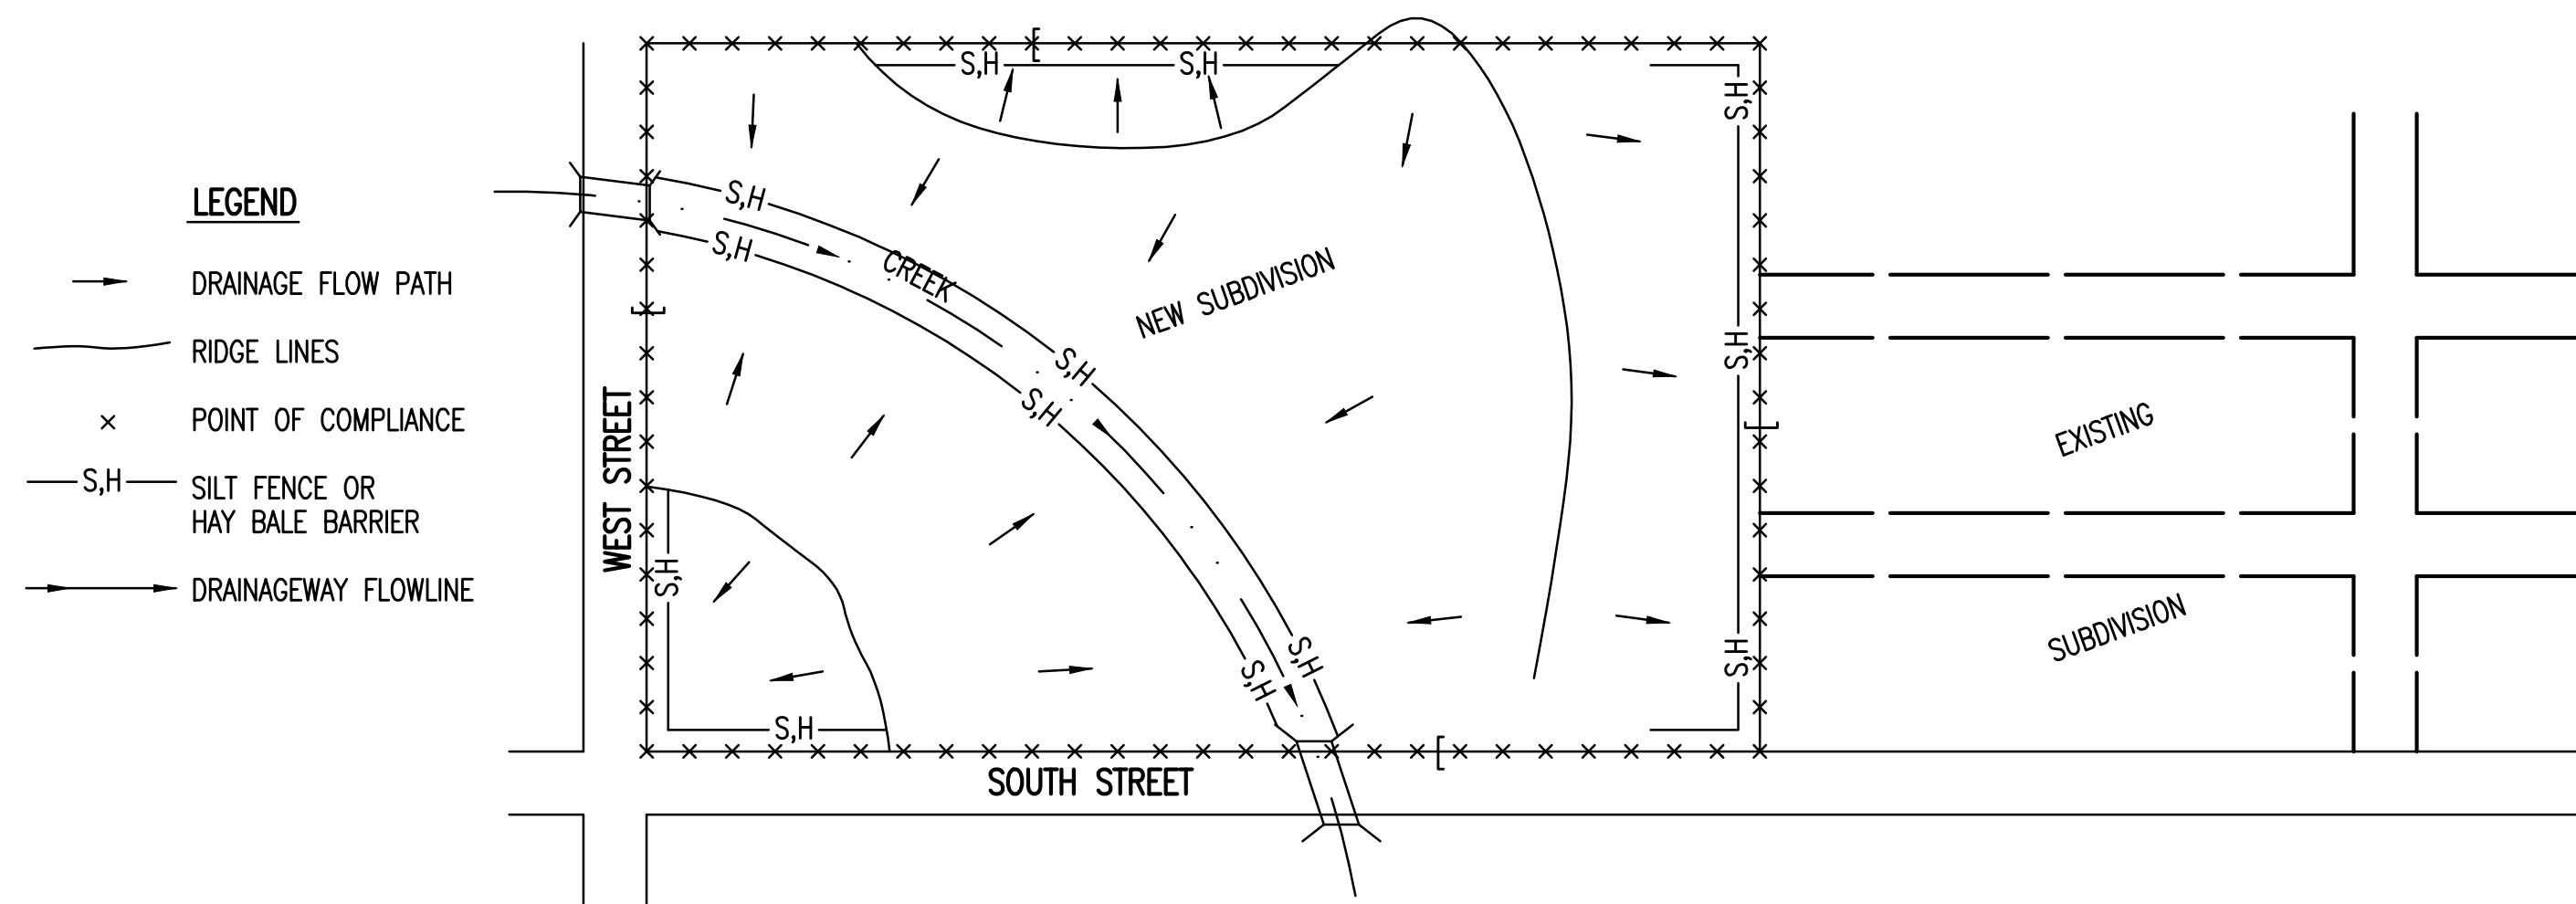 LEGEND
DRAINAGE FLOW PATH
RIDGE LINES
POINT OF COMPLIANCE
S,H
SILT FENCE OR
HAY BALE BARRIER
DRAINAGEWAY FLOWLINE
WEST STREET
S,H
S,H
S,H
S,H
CREEK
NEW SUBDIVISION
S,H
S,H
S,H
S,H
S,H
S,H
SOUTH STREET
S,H
S,H
S,H
EXISTING
SUBDIVISION